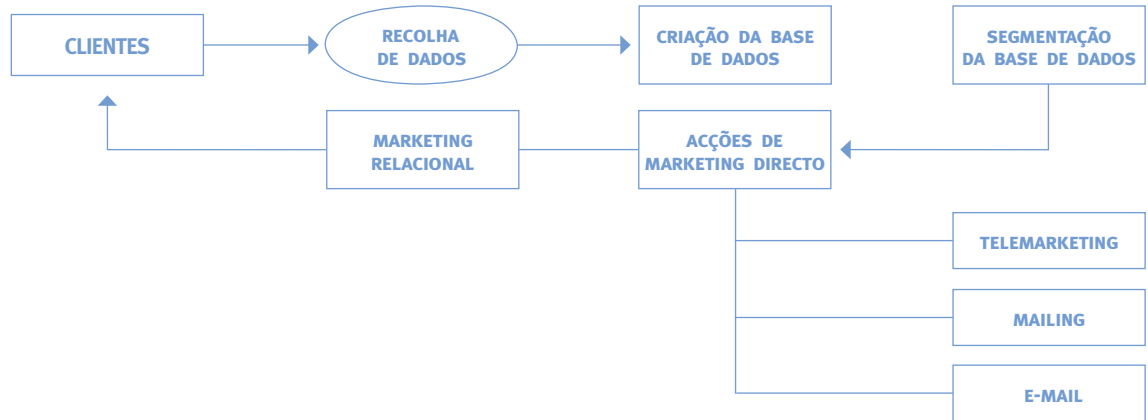 CLIENTES
RECOLHA
DE DADOS
CRIAÇÃO DA BASE
DE DADOS
SEGMENTAÇÃO
DA BASE DE DADOS
MARKETING
RELACIONAL
ACÇÕES DE
MARKETING DIRECTO
TELEMARKETING
MAILING
E-MAIL